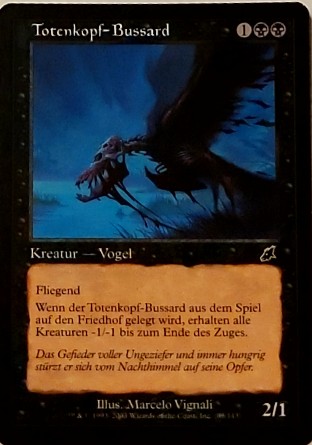 Totenkopf-Bussard 1
Kreatur — Vogel
Fliegend
Wenn der Totenkopf-Bussard aus dem Spiel
auf den Friedhof gelegt wird, erhalten alle
Kreaturen -1/-1 bis zum Ende des Zuges.
Das Gefieder voller Ungeziefer und immer hungrig
stürzt er sich vom Nachthimmel auf seine Opfer.
Illus. Marcelo Vignali
2/1